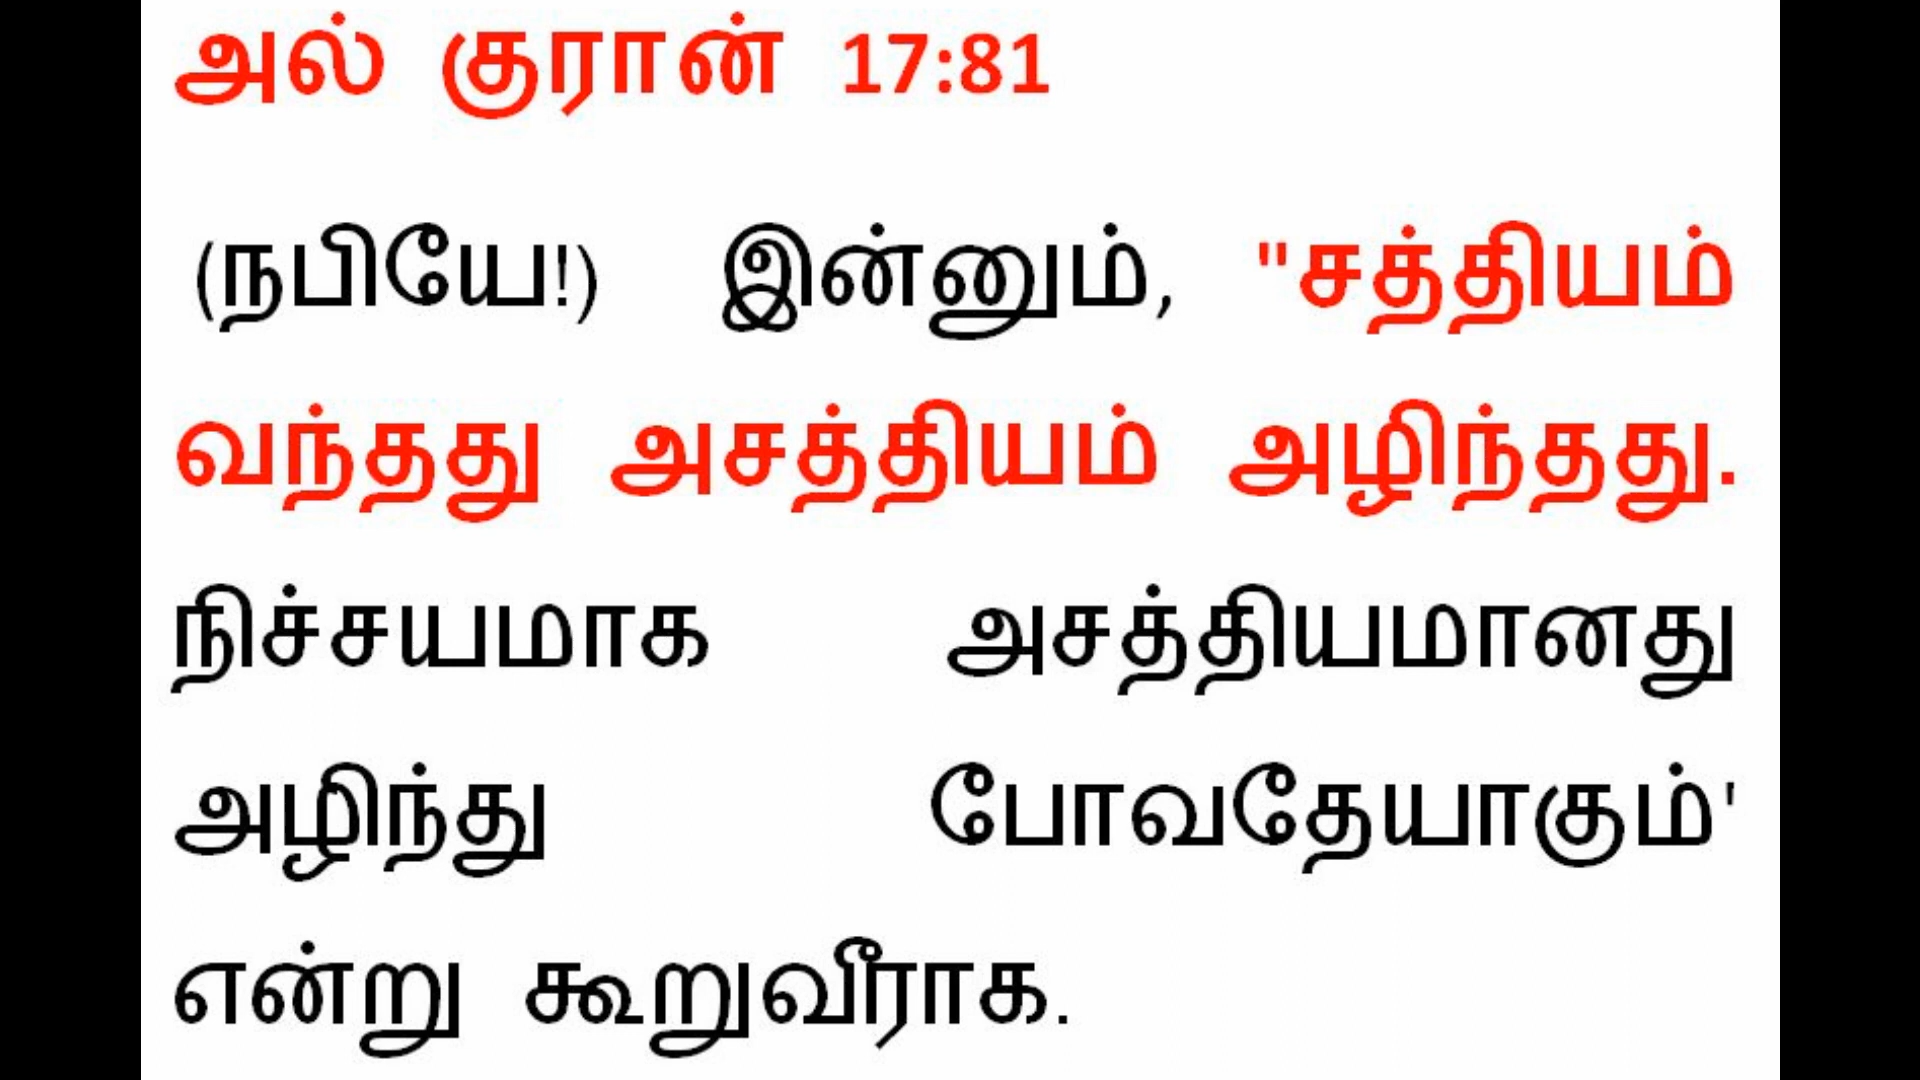 அல் குரான் 17:81
(நபியே!) இன்னும், "சத்தியம்
வந்தது அசத்தியம் அழிந்தது.
நிச்சயமாக அசத்தியமானது
அழிந்து போவதேயாகும்'
என்று கூறுவீராக.